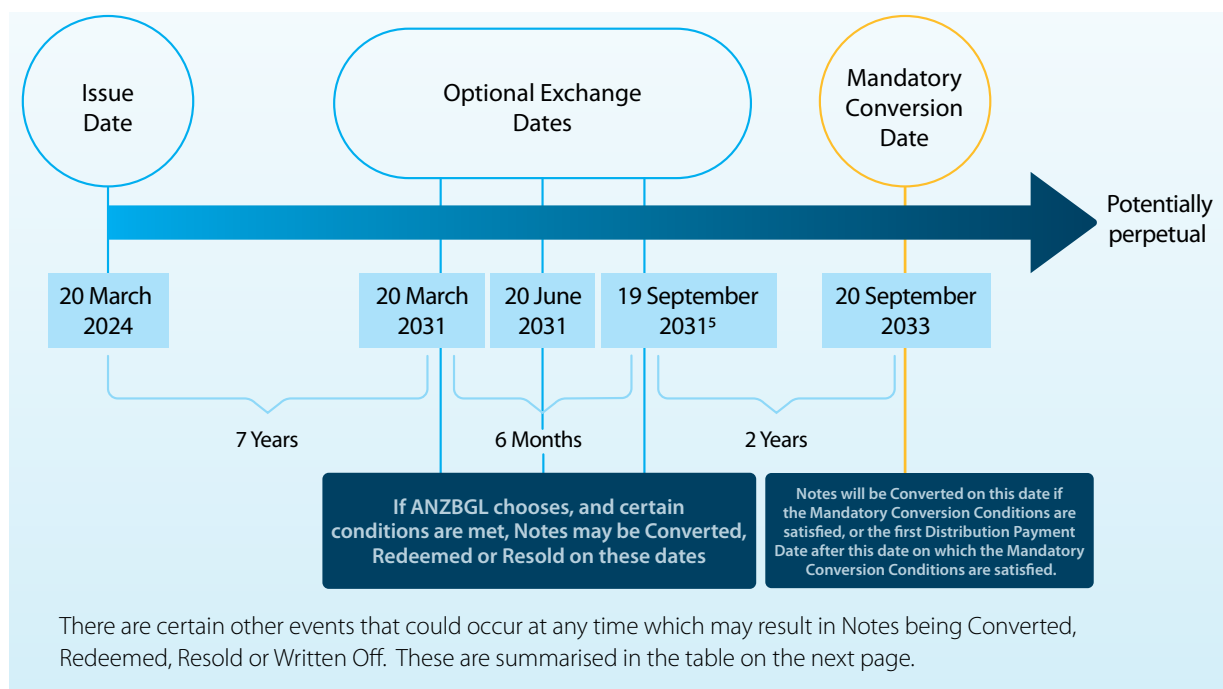 Issue
Date
Optional Exchange
Dates
Mandatory
Conversion
Date
Potentially
perpetual
20 March
2024
20 March
2031
20 June
2031
19 September
2031⁵
20 September
2033
7 Years
6 Months
2 Years
If ANZBGL chooses, and certain
conditions are met, Notes may be Converted,
Redeemed or Resold on these dates
Notes will be Converted on this date if
the Mandatory Conversion Conditions are
satisfied, or the first Distribution Payment
Date after this date on which the Mandatory
Conversion Conditions are satisfied.
There are certain other events that could occur at any time which may result in Notes being Converted,
Redeemed, Resold or Written Off. These are summarised in the table on the next page.